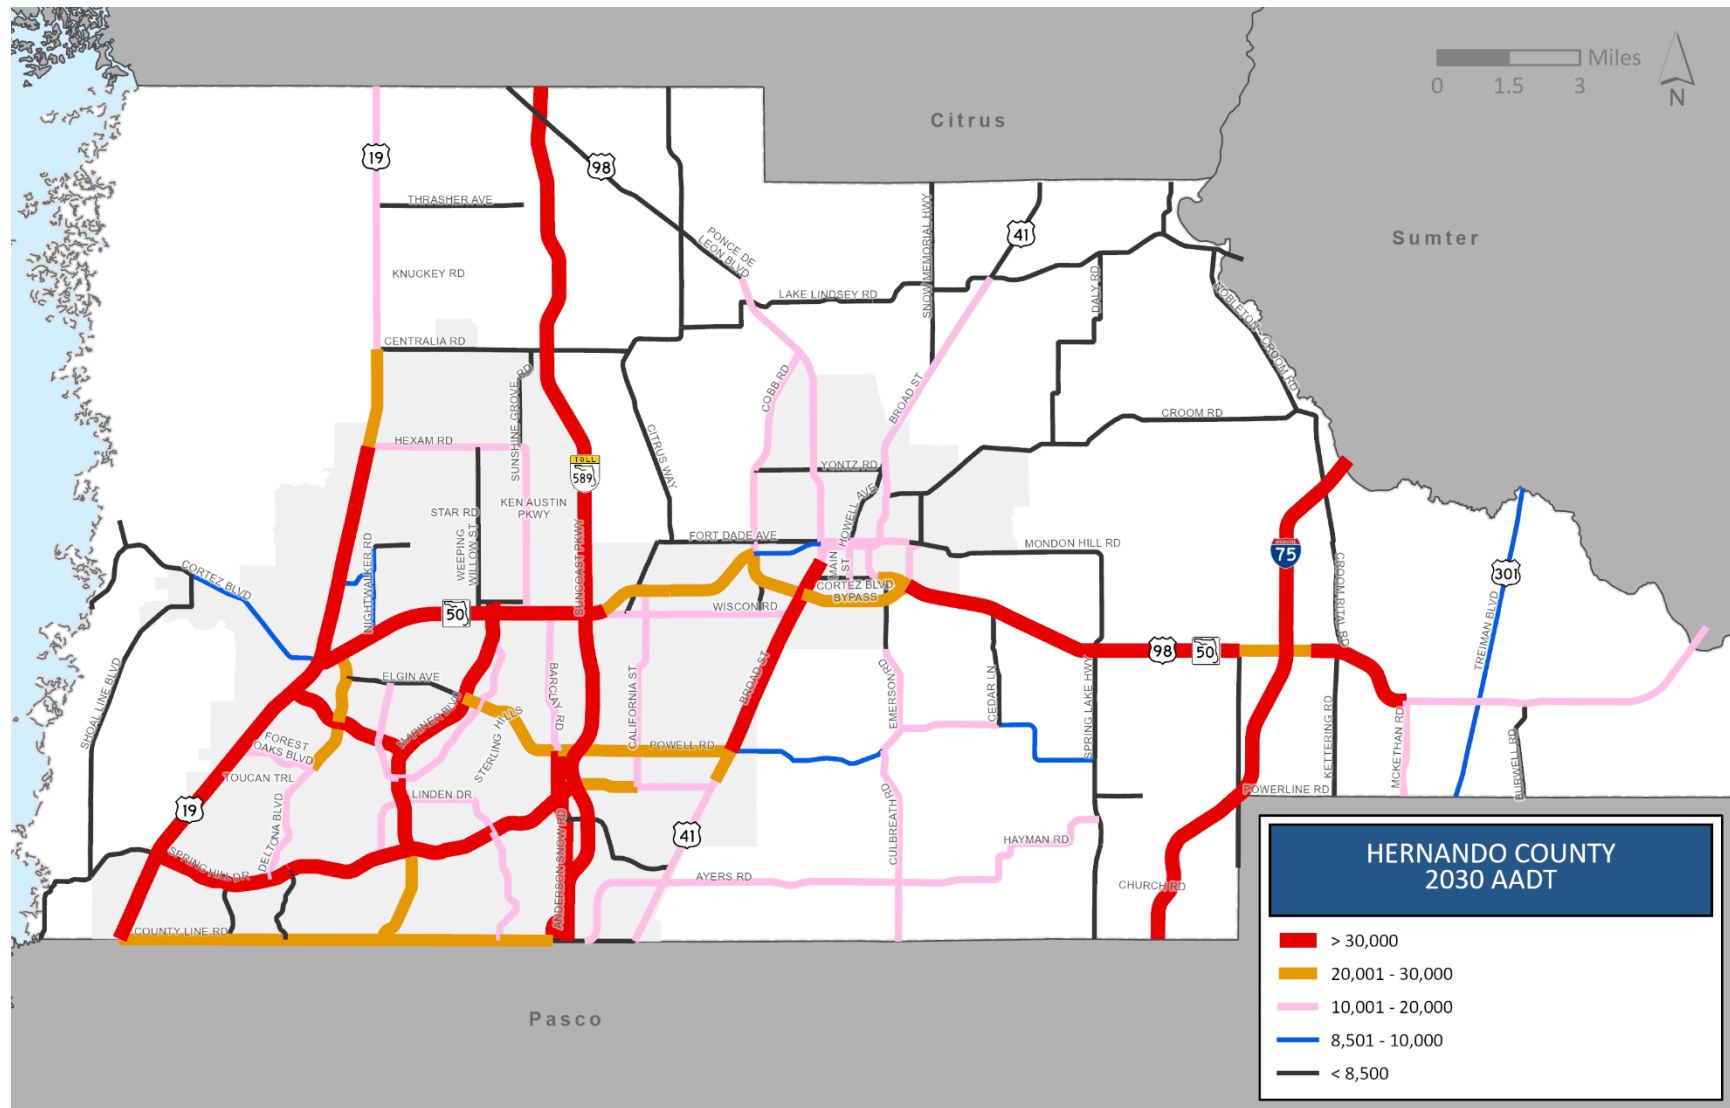 Miles
0 1.5 3
N
Citrus
Sumter
Pasco
19
98
THRASHER AVE
KNUCKEY RD
PONCE DE
LEON BLVD
SNOW MEMORIAL HWY
41
LAKE LINDSEY RD
DALY RD
NOBLETON CROOM RD
CENTRALIA RD
SUNSHINE GROVE RD
COBB RD
BROAD ST
CROOM RD
HEXAM RD
CITRUS WAY
TOLL
589
YONTZ RD
KEN AUSTIN
PKWY
STAR RD
WEEPING
WILLOW ST
HOWELL AVE
FORT DADE AVE
MAIN
ST
MONDON HILL RD
75
CROOM RITAL RD
301
TREIMAN BLVD
CORTEZ BLVD
NIGHTWALKER RD
50
SUNCOAST PKWY
WISCON RD
CORTEZ BLVD
BYPASS
98
50
SHOAL LINE BLVD
ELGIN AVE
MARINER BLVD
STERLING HILLS
BARCLAY RD
CALIFORNIA ST
BROAD ST
EMERSON RD
CEDAR LN
SPRING LAKE HWY
KETTERING RD
MCKETHAN RD
BURWELL RD
FOREST
OAKS BLVD
POWELL RD
TOUCAN TRL
LINDEN DR
POWERLINE RD
19
DELTONA BLVD
41
CULBREATH RD
HAYMAN RD
SPRING HILL DR
ANDERSON SNOW RD
AYERS RD
CHURCH RD
COUNTY LINE RD
HERNANDO COUNTY
2030 AADT
> 30,000
20,001 - 30,000
10,001 - 20,000
8,501 - 10,000
< 8,500